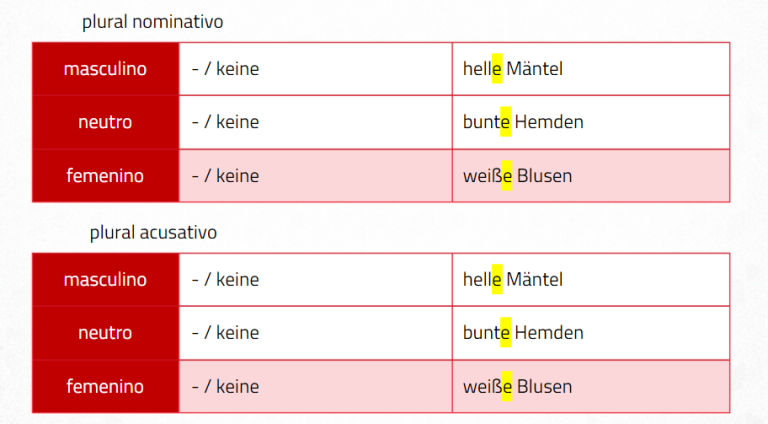 plural nominativo
masculino - / keine helle Mäntel
neutro - / keine bunte Hemden
femenino - / keine weiße Blusen
plural acusativo
masculino - / keine helle Mäntel
neutro - / keine bunte Hemden
femenino - / keine weiße Blusen